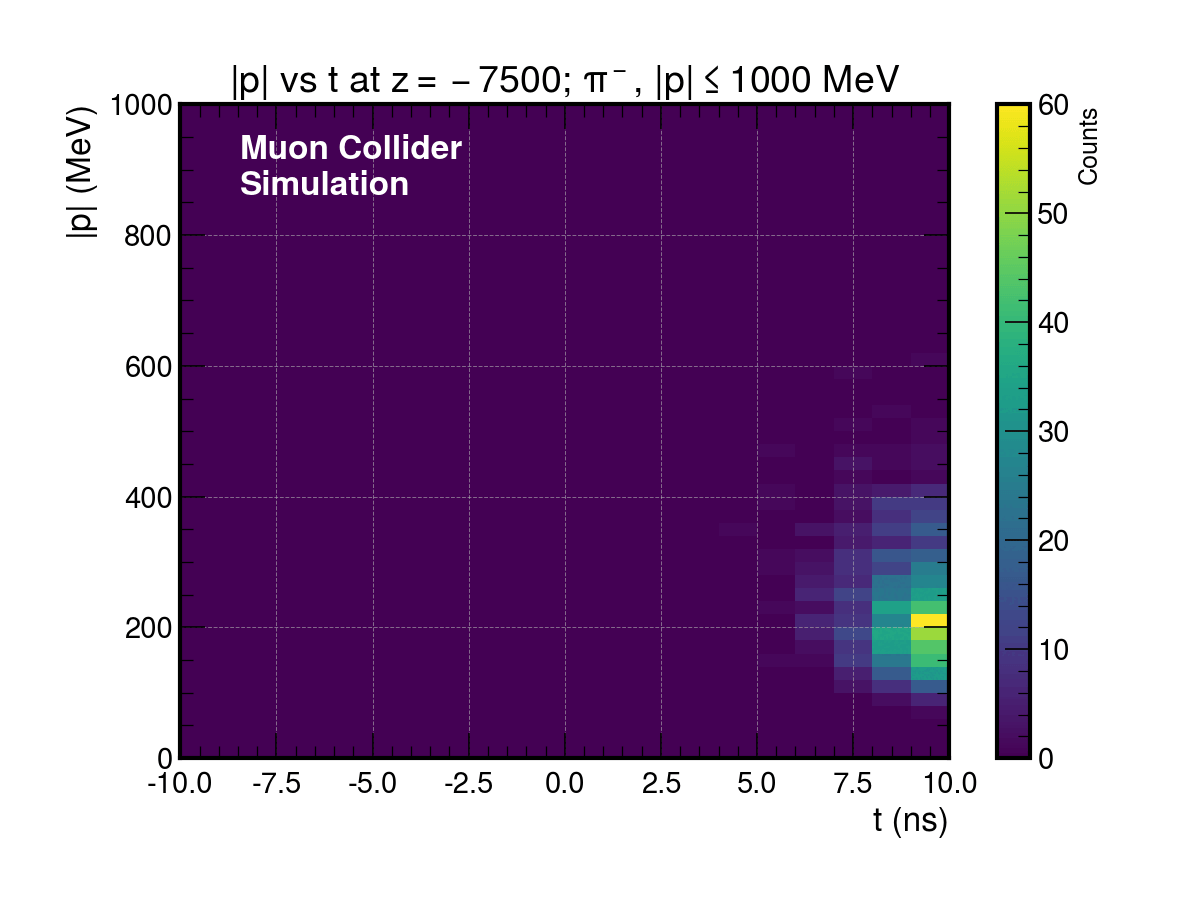 |p| vs t at z = − 7500; π⁻, |p| ≤ 1000 MeV
Muon Collider
Simulation
|p| (MeV)
1000
800
600
400
200
0
-10.0 -7.5 -5.0 -2.5 0.0 2.5 5.0 7.5 10.0
t (ns)
60
50
40
30
20
10
0
Counts